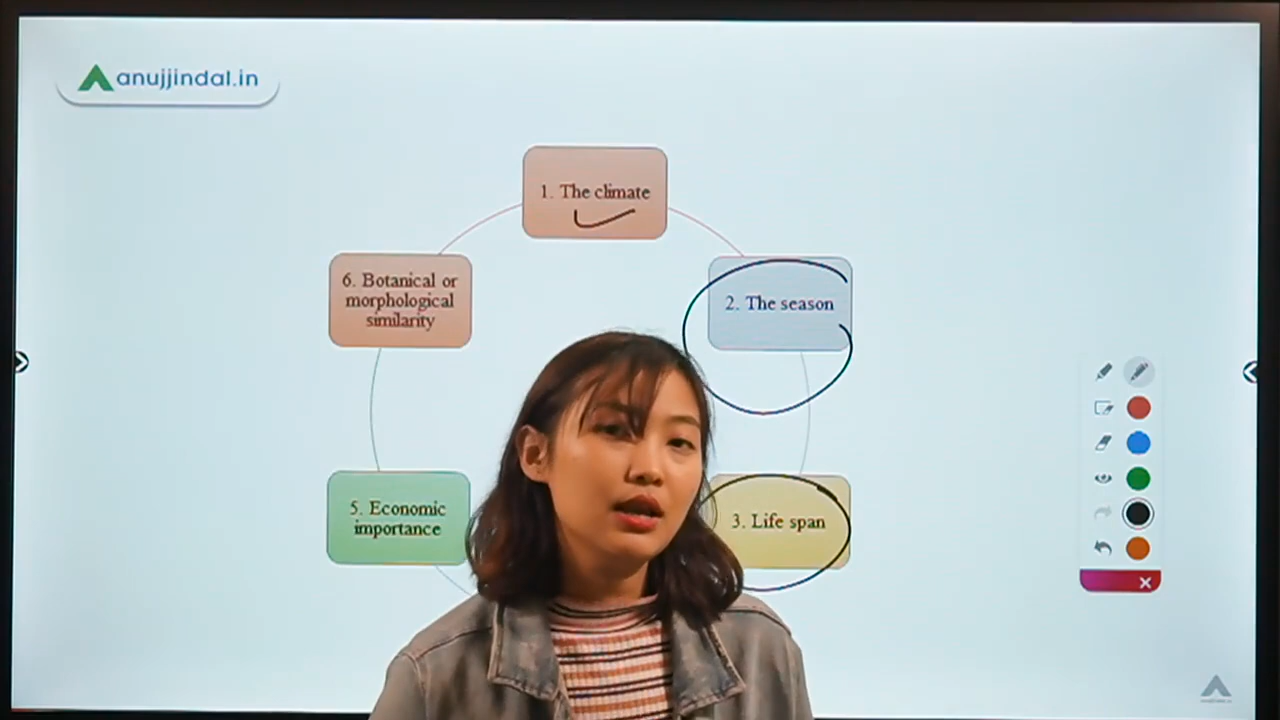 anujjindal.in
1. The climate
2. The season
3. Life span
5. Economic
importance
6. Botanical or
morphological
similarity